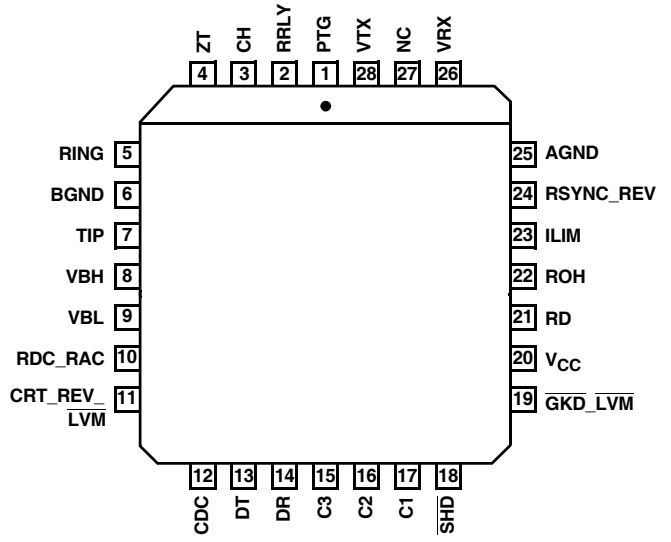 ZT
CH
RRLY
PTG
VTX
NC
VRX
4
3
2
1
28
27
26
RING 5
BGND 6
TIP 7
VBH 8
VBL 9
RDC_RAC 10
CRT_REV_ 11
LVM
25 AGND
24 RSYNC_REV
23 ILIM
22 ROH
21 RD
20 VCC
19 GKD_LVM
12
13
14
15
16
17
18
CDC
DT
DR
C3
C2
C1
SHD